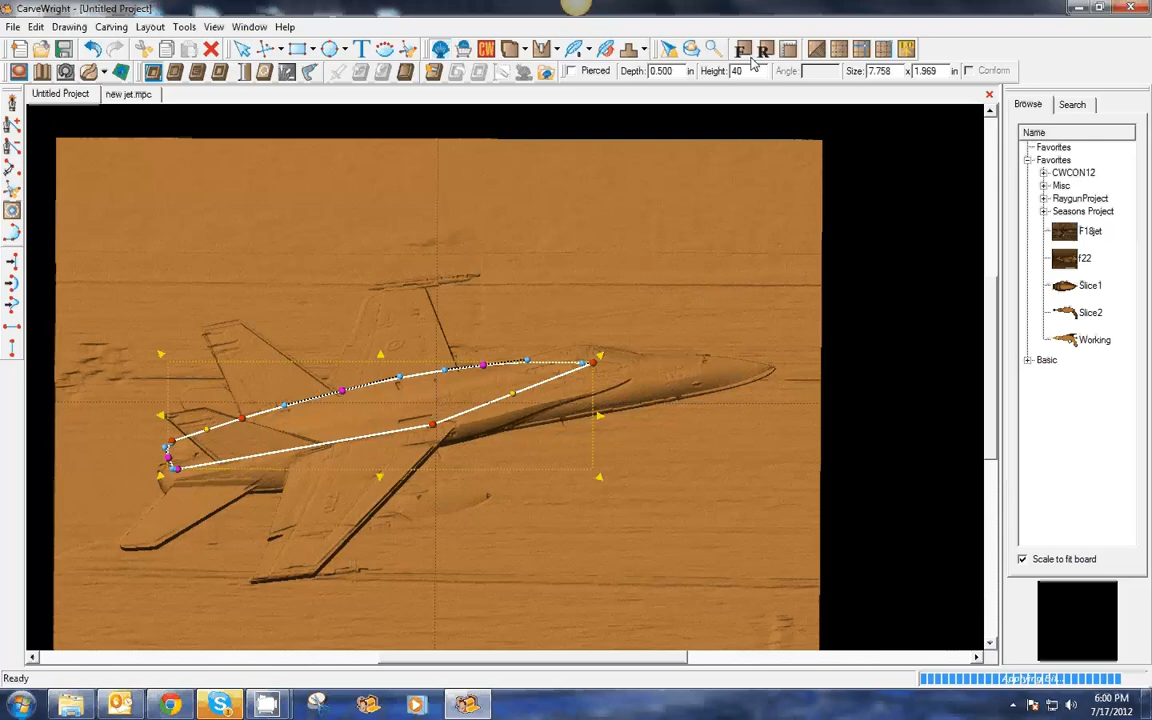 CarveWright - [Untitled Project]
File Edit Drawing Carving Layout Tools View Window Help
CW T F R
Pierced Depth: 0.500 in Height: 40 Angle: Size: 7.758 x 1.969 in Conform
Untitled Project new jet.mpc
Browse Search
Name
Favorites
Favorites
CWCON12
Misc
RaygunProject
Seasons Project
F18jet
f22
Slice1
Slice2
Working
Basic
Scale to fit board
Ready
6:00 PM
7/17/2012